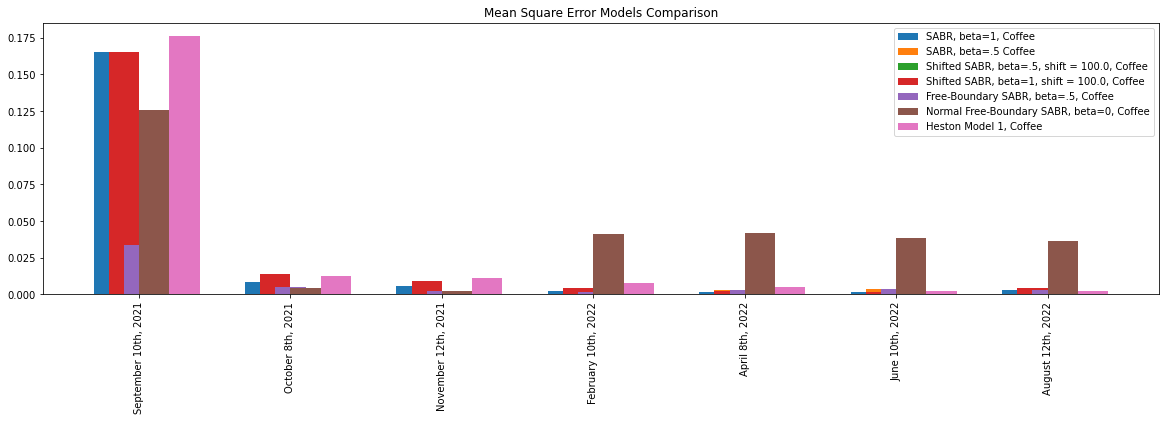 Mean Square Error Models Comparison
0.175
0.150
0.125
0.100
0.075
0.050
0.025
0.000
SABR, beta=1, Coffee
SABR, beta=.5 Coffee
Shifted SABR, beta=.5, shift = 100.0, Coffee
Shifted SABR, beta=1, shift = 100.0, Coffee
Free-Boundary SABR, beta=.5, Coffee
Normal Free-Boundary SABR, beta=0, Coffee
Heston Model 1, Coffee
September 10th, 2021
October 8th, 2021
November 12th, 2021
February 10th, 2022
April 8th, 2022
June 10th, 2022
August 12th, 2022